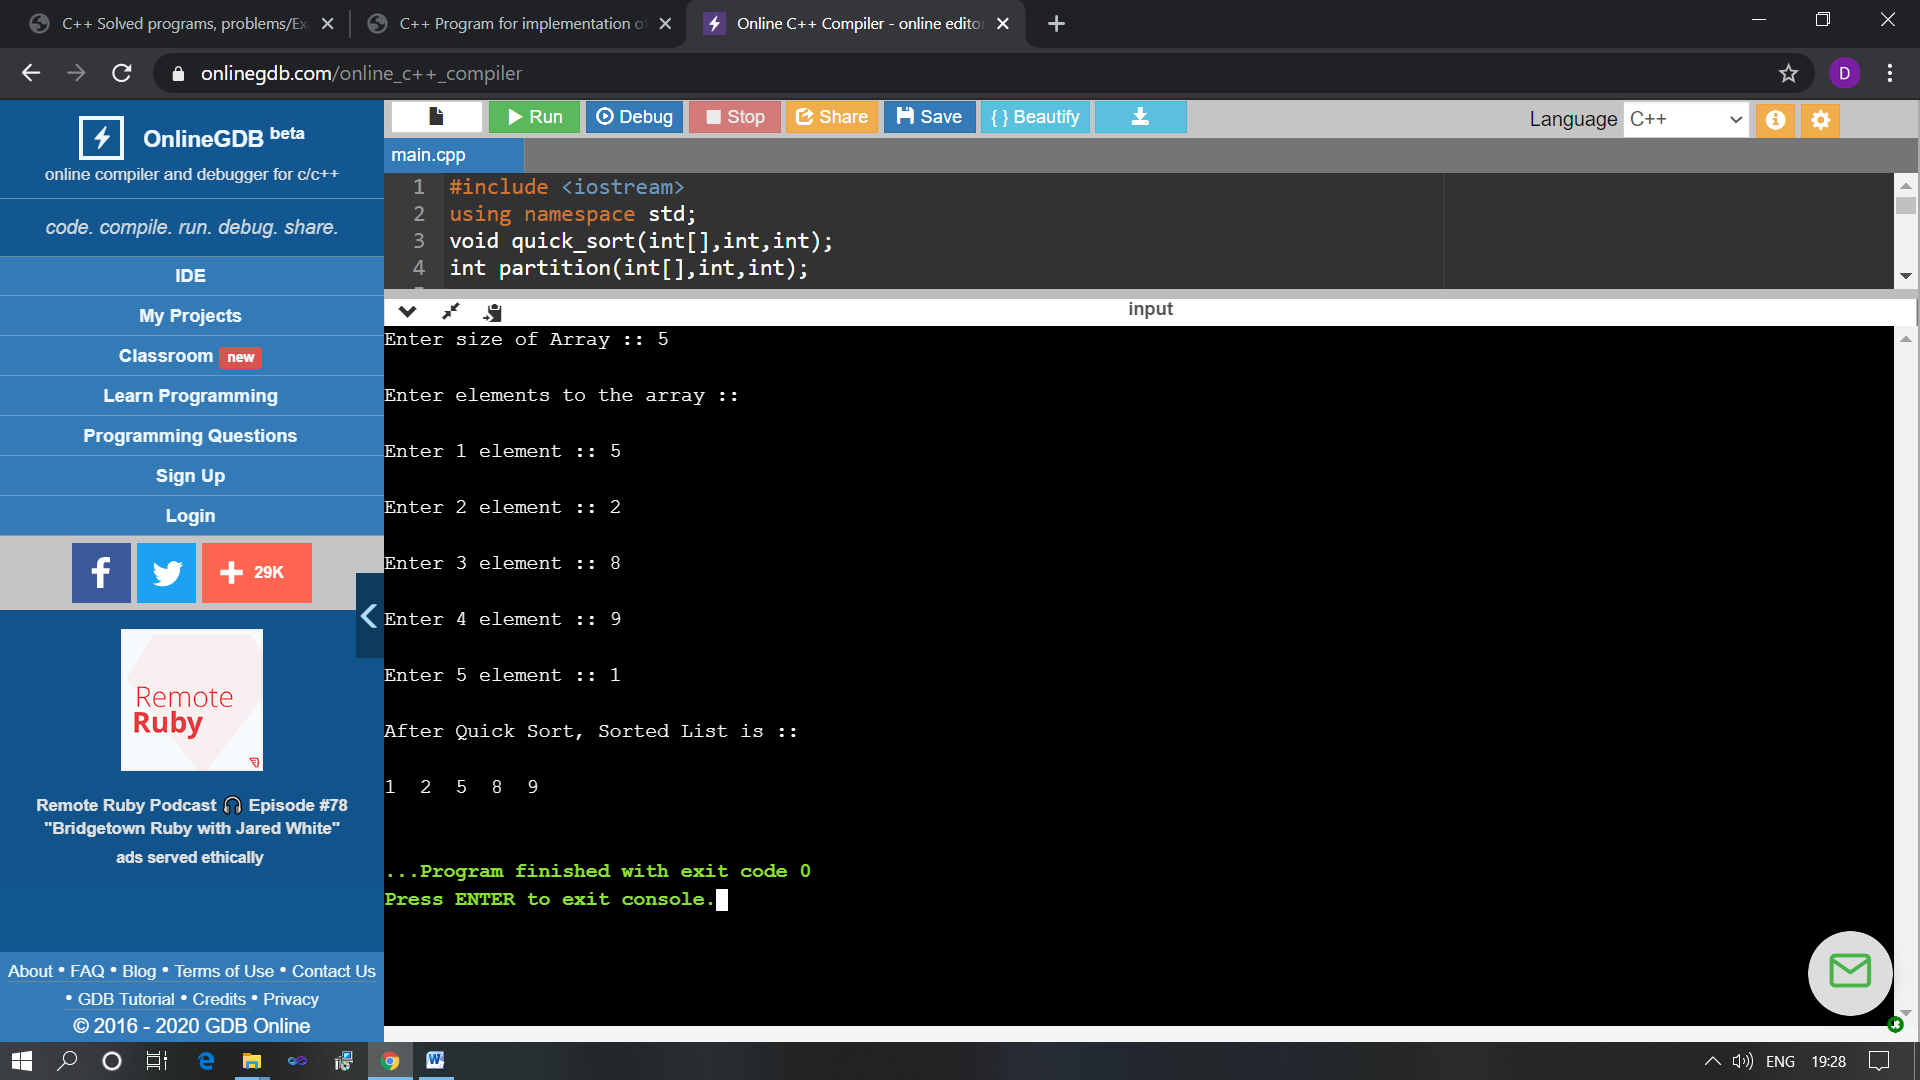 C++ Solved programs, problems/Ex
C++ Program for implementation o
Online C++ Compiler - online edito
onlinegdb.com/online_c++_compiler
D
OnlineGDB beta
online compiler and debugger for c/c++
code. compile. run. debug. share.
IDE
My Projects
Classroom new
Learn Programming
Programming Questions
Sign Up
Login
29K
Remote
Ruby
Remote Ruby Podcast 🎧 Episode #78
"Bridgetown Ruby with Jared White"
ads served ethically
About • FAQ • Blog • Terms of Use • Contact Us
• GDB Tutorial • Credits • Privacy
© 2016 - 2020 GDB Online
Run Debug Stop Share Save { } Beautify
Language C++
main.cpp
1 #include <iostream>
2 using namespace std;
3 void quick_sort(int[],int,int);
4 int partition(int[],int,int);
input
Enter size of Array :: 5
Enter elements to the array ::
Enter 1 element :: 5
Enter 2 element :: 2
Enter 3 element :: 8
Enter 4 element :: 9
Enter 5 element :: 1
After Quick Sort, Sorted List is ::
1 2 5 8 9
...Program finished with exit code 0
Press ENTER to exit console.
ENG 19:28